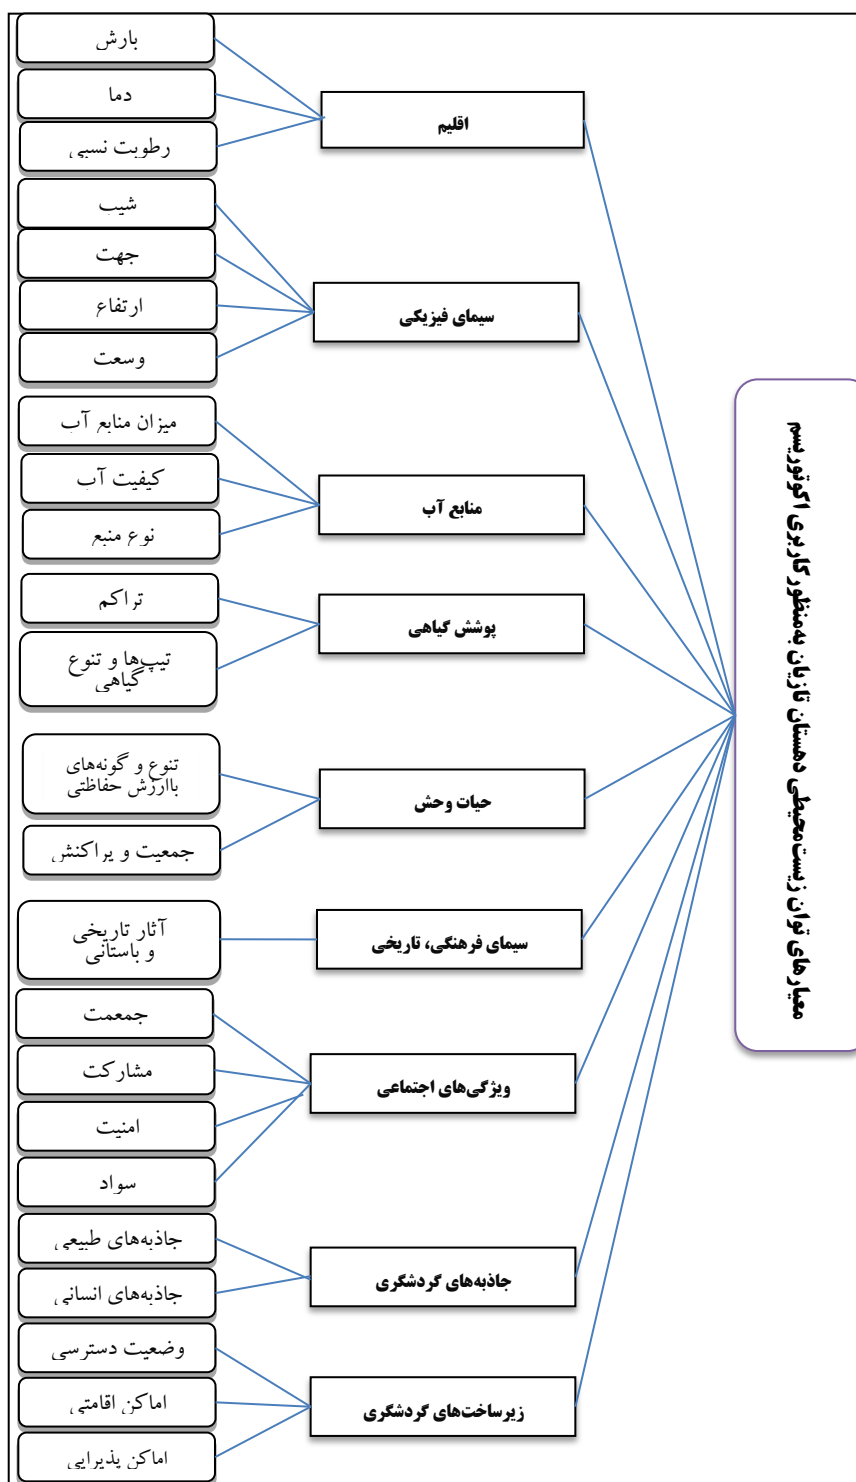 معیارهای توان زیست‌محیطی دهستان تازیان به‌منظور کاربری اکوتوریسم
اقلیم
بارش
دما
رطوبت نسبی
سیمای فیزیکی
شیب
جهت
ارتفاع
وسعت
منابع آب
میزان منابع آب
کیفیت آب
نوع منبع
پوشش گیاهی
تراکم
تیپ‌ها و تنوع
گیاهی
حیات وحش
تنوع و گونه‌های
باارزش حفاظتی
جمعیت و پراکنش
سیمای فرهنگی، تاریخی
آثار تاریخی
و باستانی
ویژگی‌های اجتماعی
جمعمت
مشارکت
امنیت
سواد
جاذبه‌های گردشگری
جاذبه‌های طبیعی
جاذبه‌های انسانی
زیرساخت‌های گردشگری
وضعیت دسترسی
اماکن اقامتی
اماکن پذیرایی